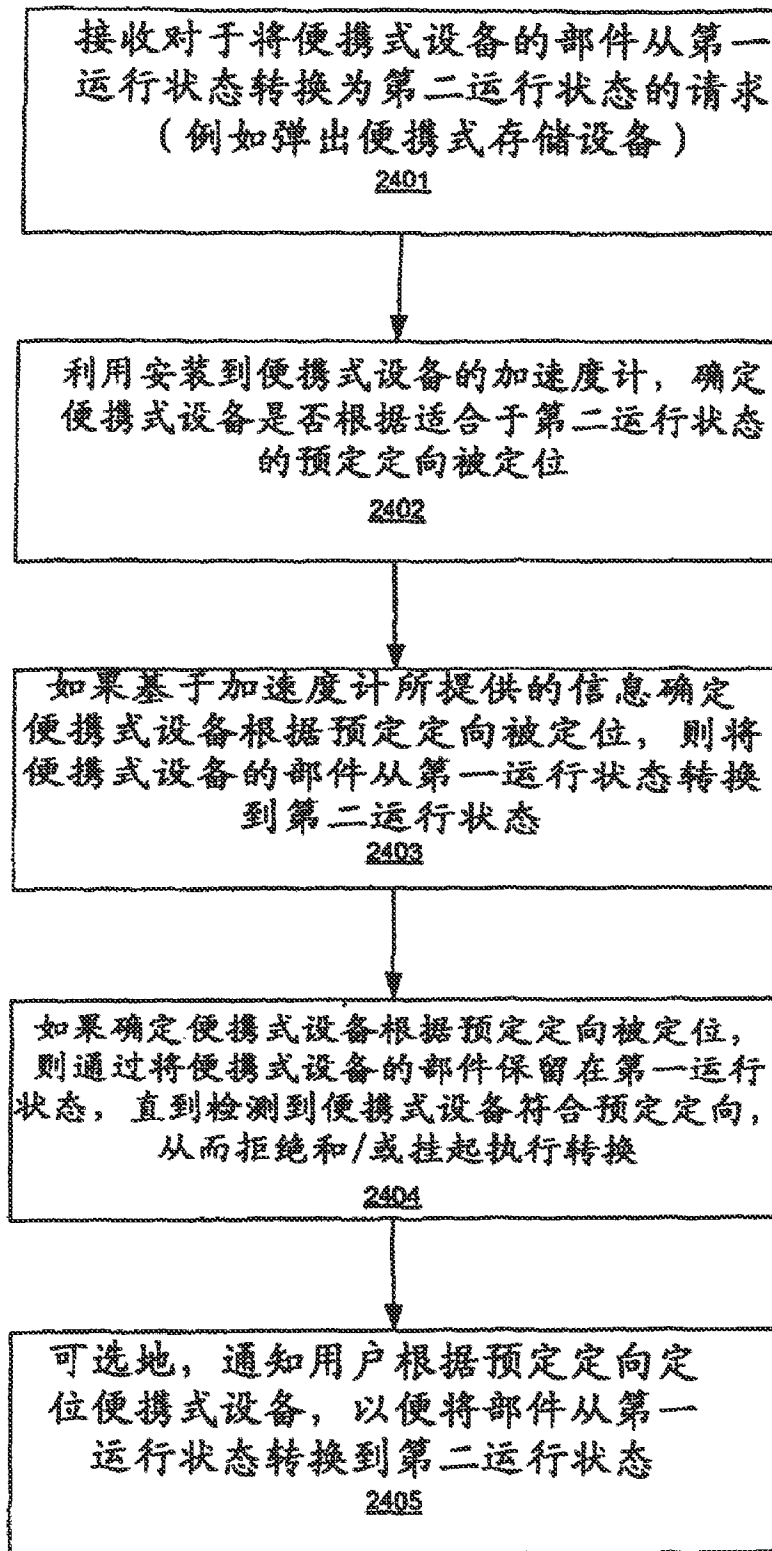 接收对于将便携式设备的部件从第一
运行状态转换为第二运行状态的请求
（例如弹出便携式存储设备）
2401
利用安装到便携式设备的加速度计，确定
便携式设备是否根据适合于第二运行状态
的预定定向被定位
2402
如果基于加速度计所提供的信息确定
便携式设备根据预定定向被定位，则将
便携式设备的部件从第一运行状态转换
到第二运行状态
2403
如果确定便携式设备根据预定定向被定位，
则通过将便携式设备的部件保留在第一运行
状态，直到检测到便携式设备符合预定定向，
从而拒绝和/或挂起执行转换
2404
可选地，通知用户根据预定定向定
位便携式设备，以便将部件从第一
运行状态转换到第二运行状态
2405